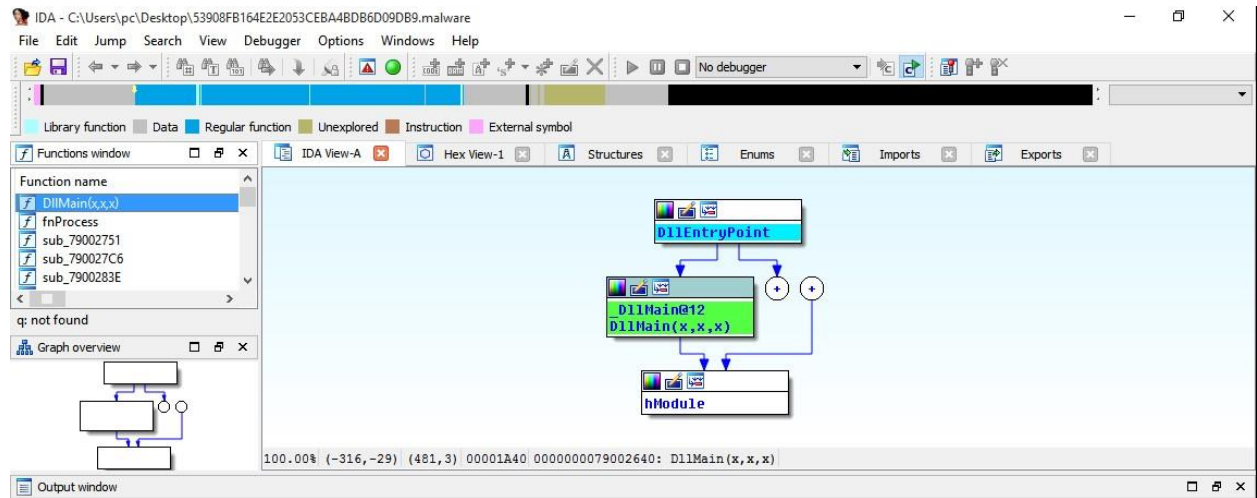 IDA - C:\Users\pc\Desktop\53908FB164E2E2053CEBA4BDB6D09DB9.malware
File Edit Jump Search View Debugger Options Windows Help
No debugger
Library function Data Regular function Unexplored Instruction External symbol
Functions window
IDA View-A Hex View-1 Structures Enums Imports Exports
Function name
DllMain(x,x,x)
fnProcess
sub_79002751
sub_790027C6
sub_7900283E
q: not found
Graph overview
DllEntryPoint
_DllMain@12
DllMain(x,x,x)
hModule
100.00% (-316,-29) (481,3) 00001A40 0000000079002640: DllMain(x,x,x)
Output window